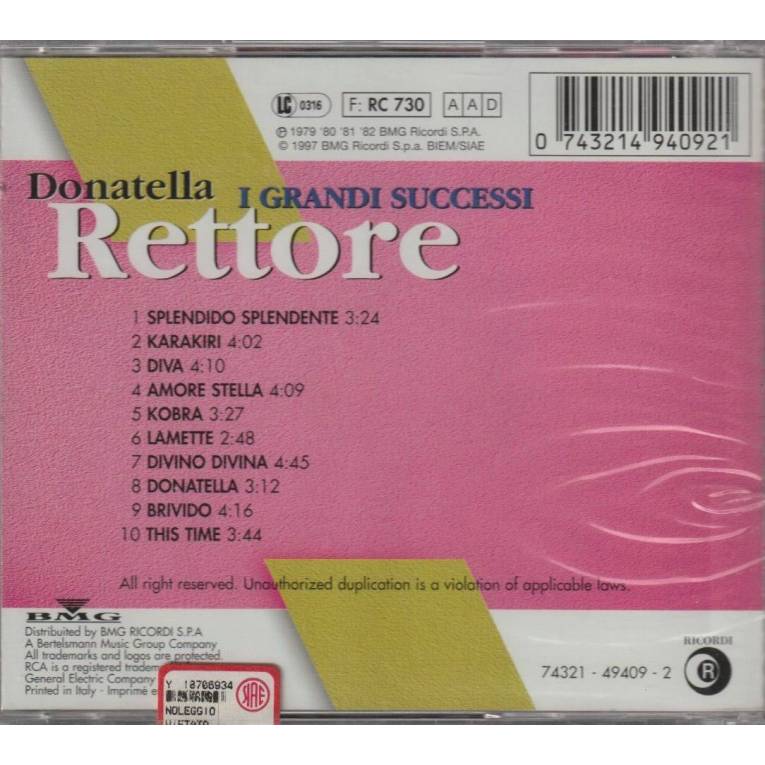 LC 0316 F: RC 730 A A D
℗ 1979 '80 '81 '82 BMG Ricordi S.P.A.
© 1997 BMG Ricordi S.p.a. BIEM/SIAE
0 743214 940921
Donatella
I GRANDI SUCCESSI
Rettore
1 SPLENDIDO SPLENDENTE 3:24
2 KARAKIRI 4:02
3 DIVA 4:10
4 AMORE STELLA 4:09
5 KOBRA 3:27
6 LAMETTE 2:48
7 DIVINO DIVINA 4:45
8 DONATELLA 3:12
9 BRIVIDO 4:16
10 THIS TIME 3:44
All right reserved. Unauthorized duplication is a violation of applicable laws.
BMG
Distributed by BMG RICORDI S.P.A
A Bertelsmann Music Group Company
All trademarks and logos are protected.
RCA is a registered
General Electric Company
Printed in Italy - Imprimé
Y 10706934
NOLEGGIO
VIETATO
RICORDI
R
74321 - 49409 - 2